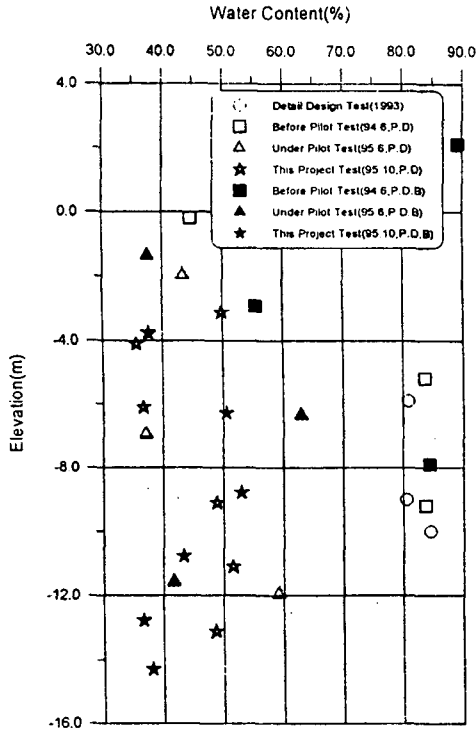 Water Content(%)
30.0 40.0 50.0 60.0 70.0 80.0 90.0
4.0
Detail Design Test(1993)
Before Pilot Test(94.6,P.D)
Under Pilot Test(95.6,P.D)
This Project Test(95.10,P.D)
Before Pilot Test(94.6,P.D.B)
Under Pilot Test(95.6,P.D.B)
This Project Test(95.10,P.D.B)
0.0
-4.0
Elevation(m)
-8.0
-12.0
-16.0